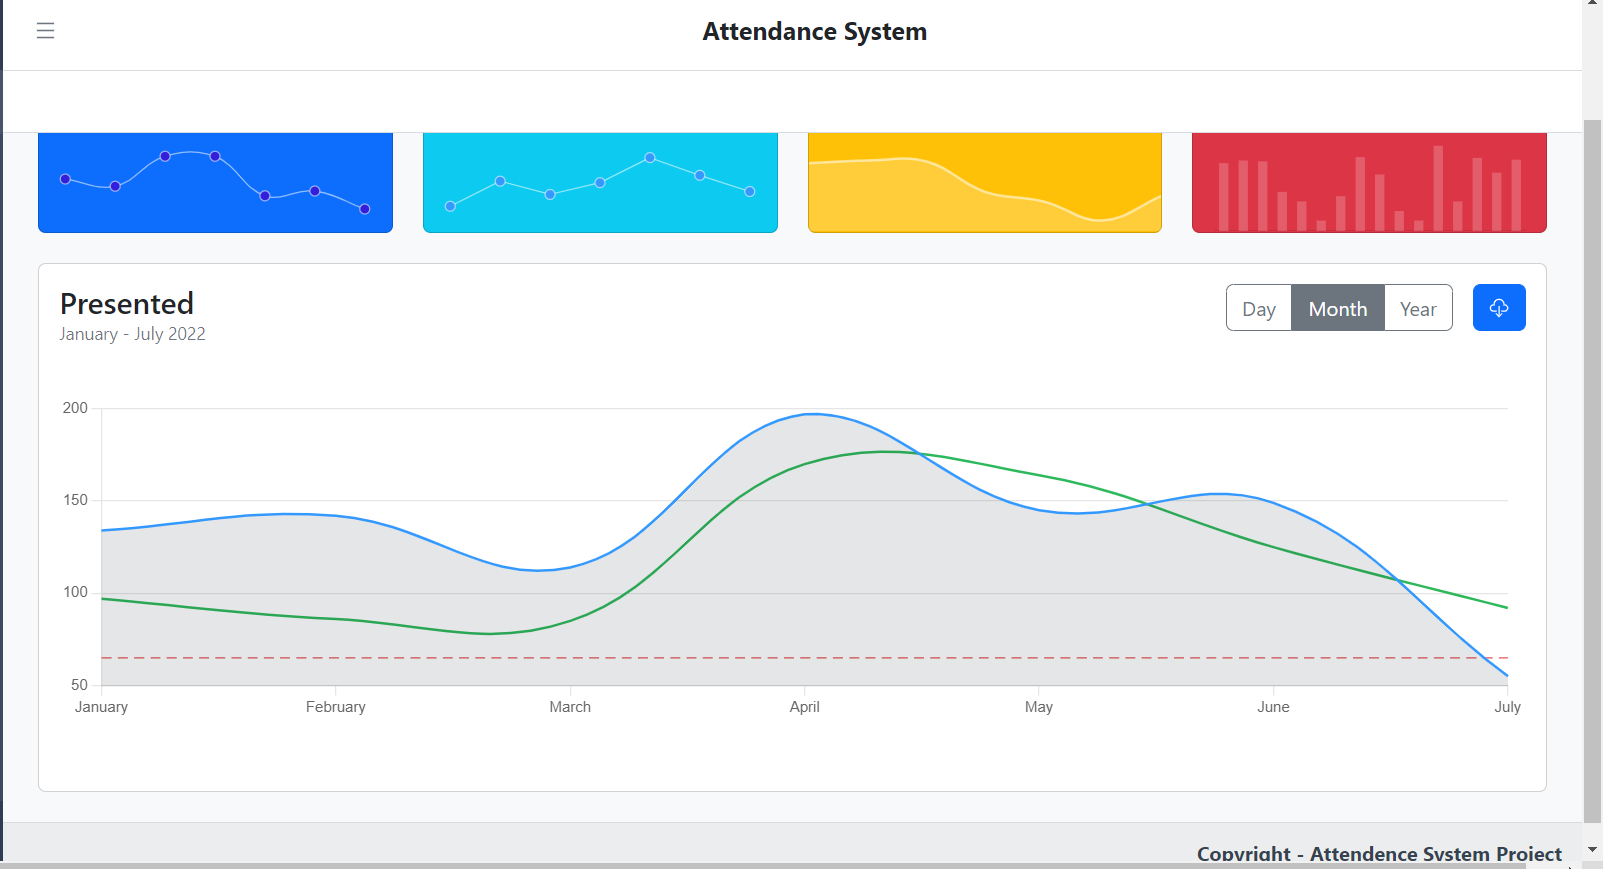 Attendance System
Presented
January - July 2022
Day Month Year
200
150
100
50
January February March April May June July
Copyright - Attendence System Project